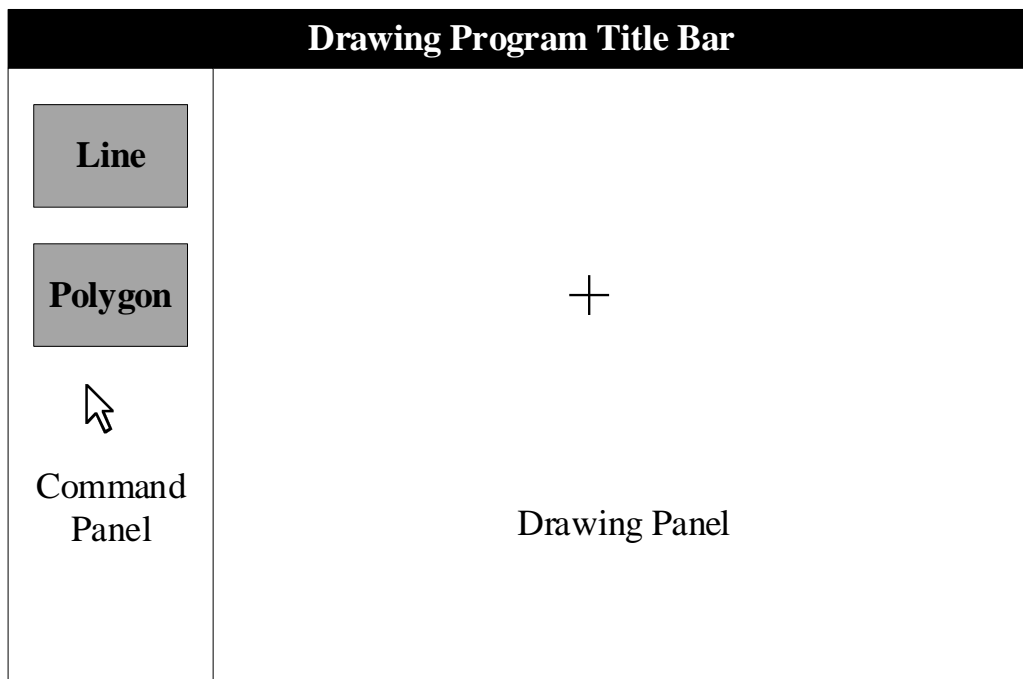 Drawing Program Title Bar
Line
Polygon
Command
Panel
Drawing Panel